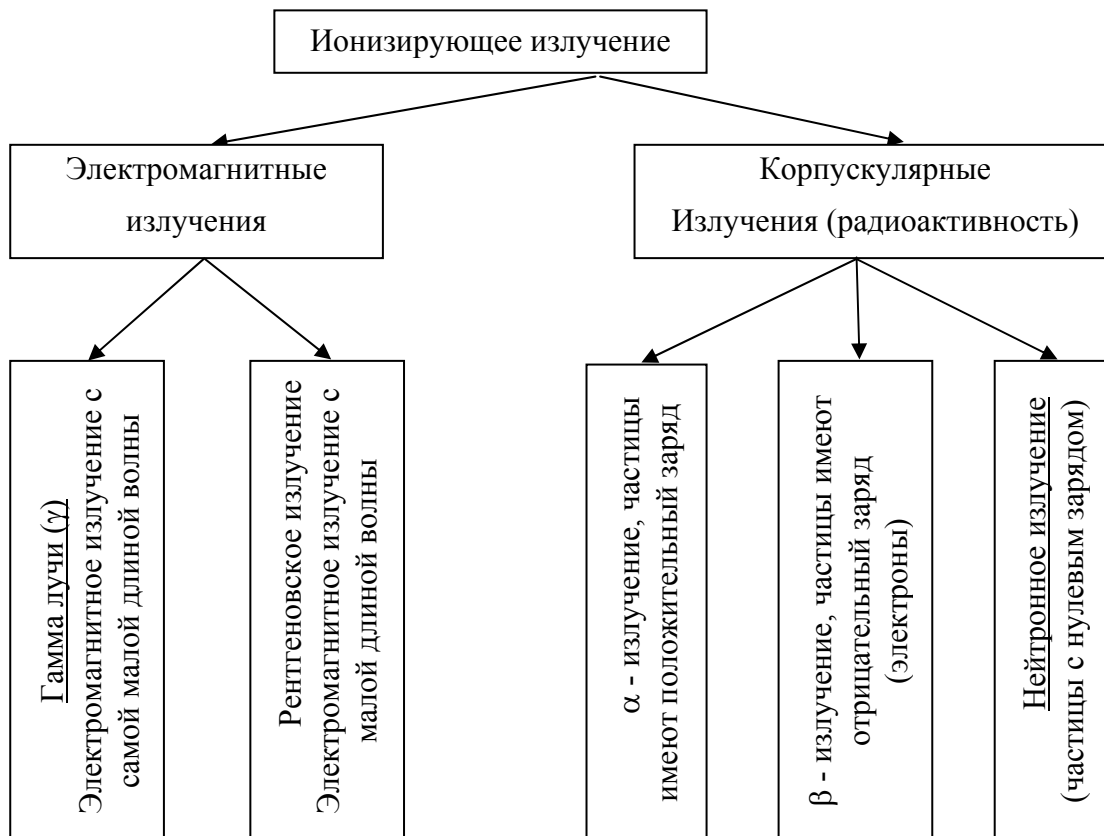 Ионизирующее излучение
Электромагнитные
излучения
Корпускулярные
Излучения (радиоактивность)
Гамма лучи (γ)
Электромагнитное излучение с
самой малой длиной волны
Рентгеновское излучение
Электромагнитное излучение с
малой длиной волны
α - излучение, частицы
имеют положительный заряд
β - излучение, частицы имеют
отрицательный заряд
(электроны)
Нейтронное излучение
(частицы с нулевым зарядом)